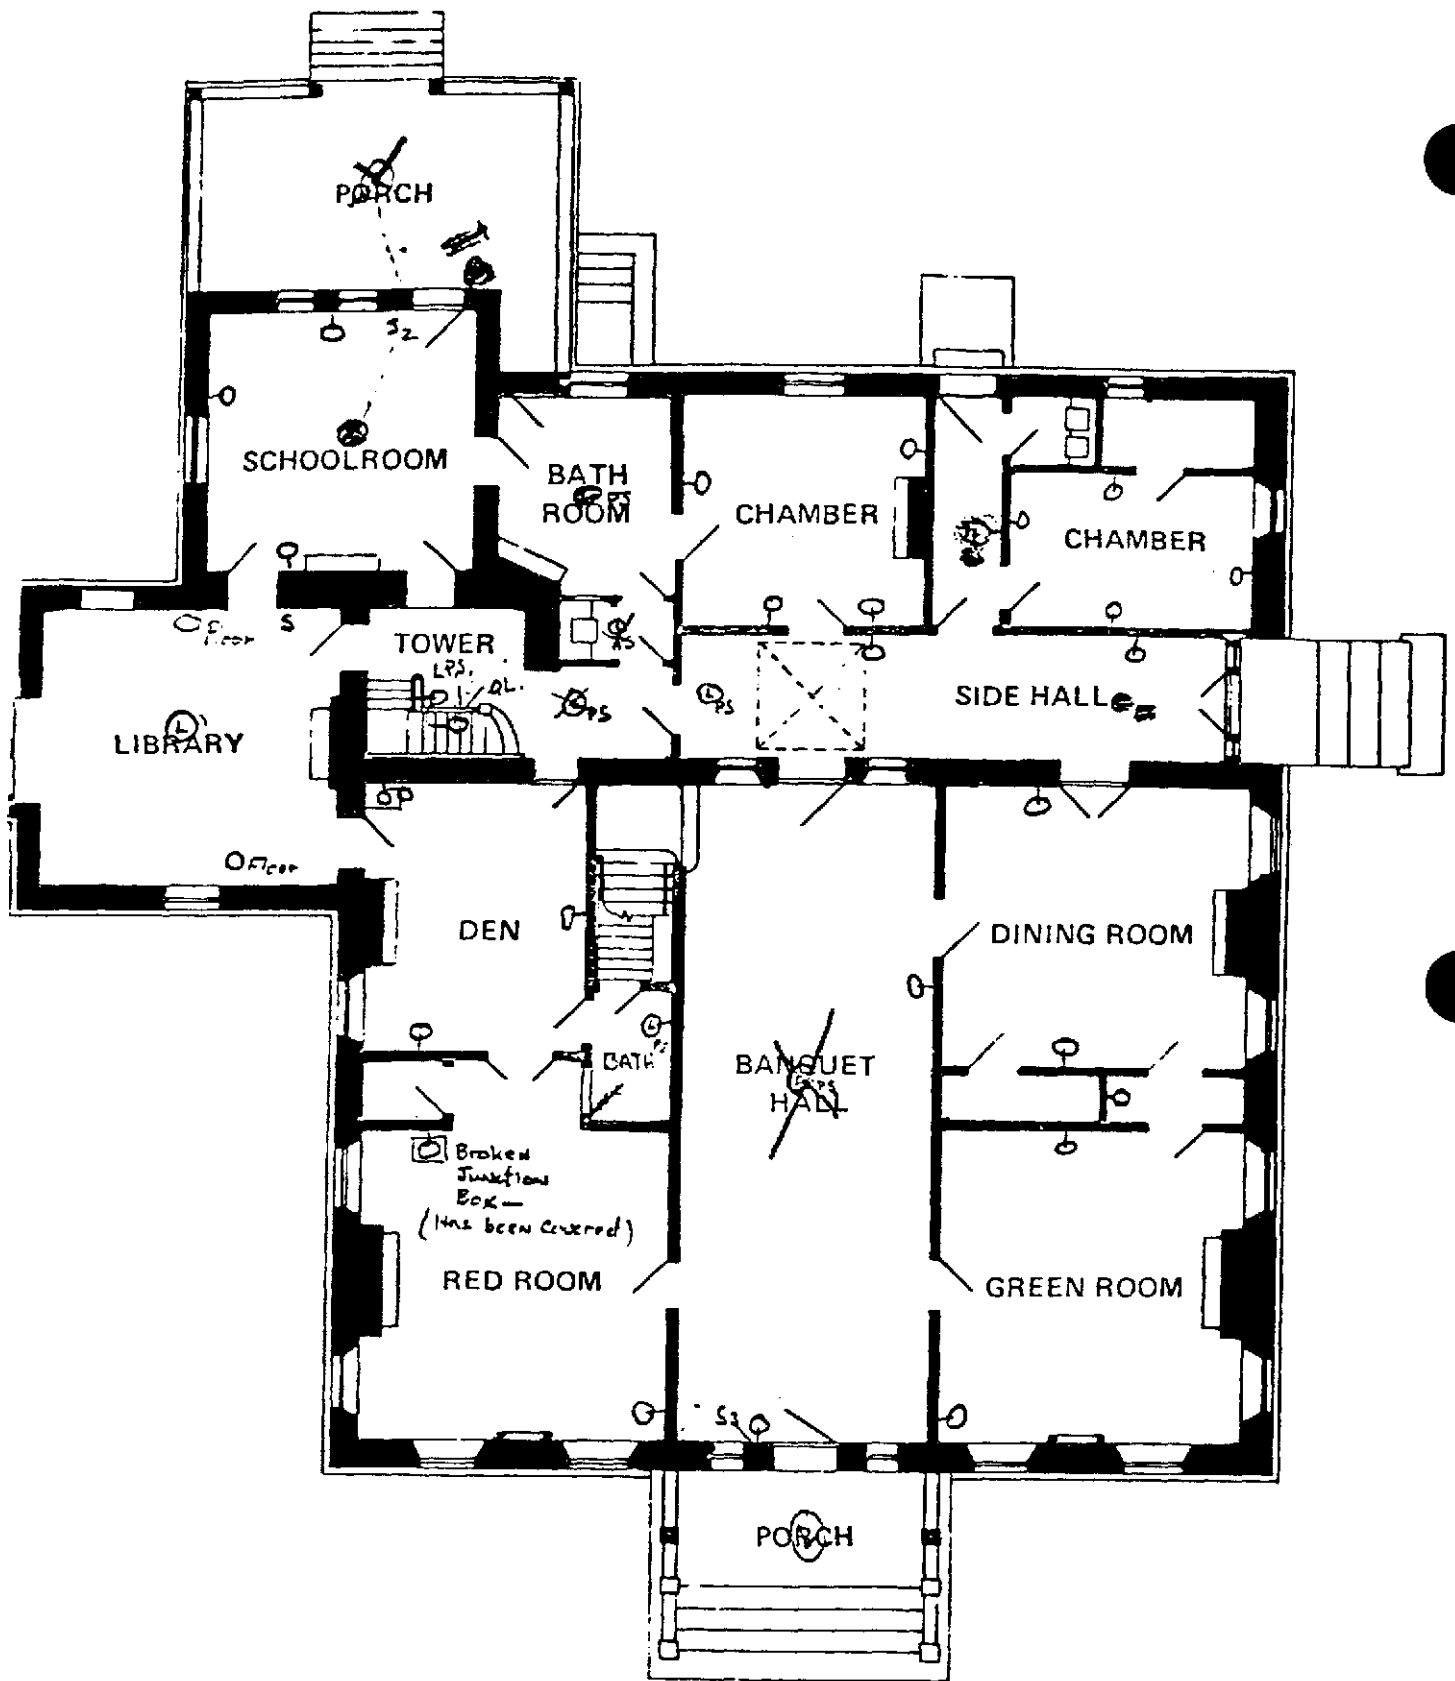 PORCH
S2
SCHOOLROOM
BATH
ROOM
PS
CHAMBER
CHAMBER
Floor
S
TOWER
LPS.
L
PS
L
PS
SIDE HALL
L
LIBRARY
Floor
DEN
DINING ROOM
L
BATH
BANQUET
HALL
PS
Broken
Junction
Box —
(Has been covered)
RED ROOM
GREEN ROOM
S3
PORCH